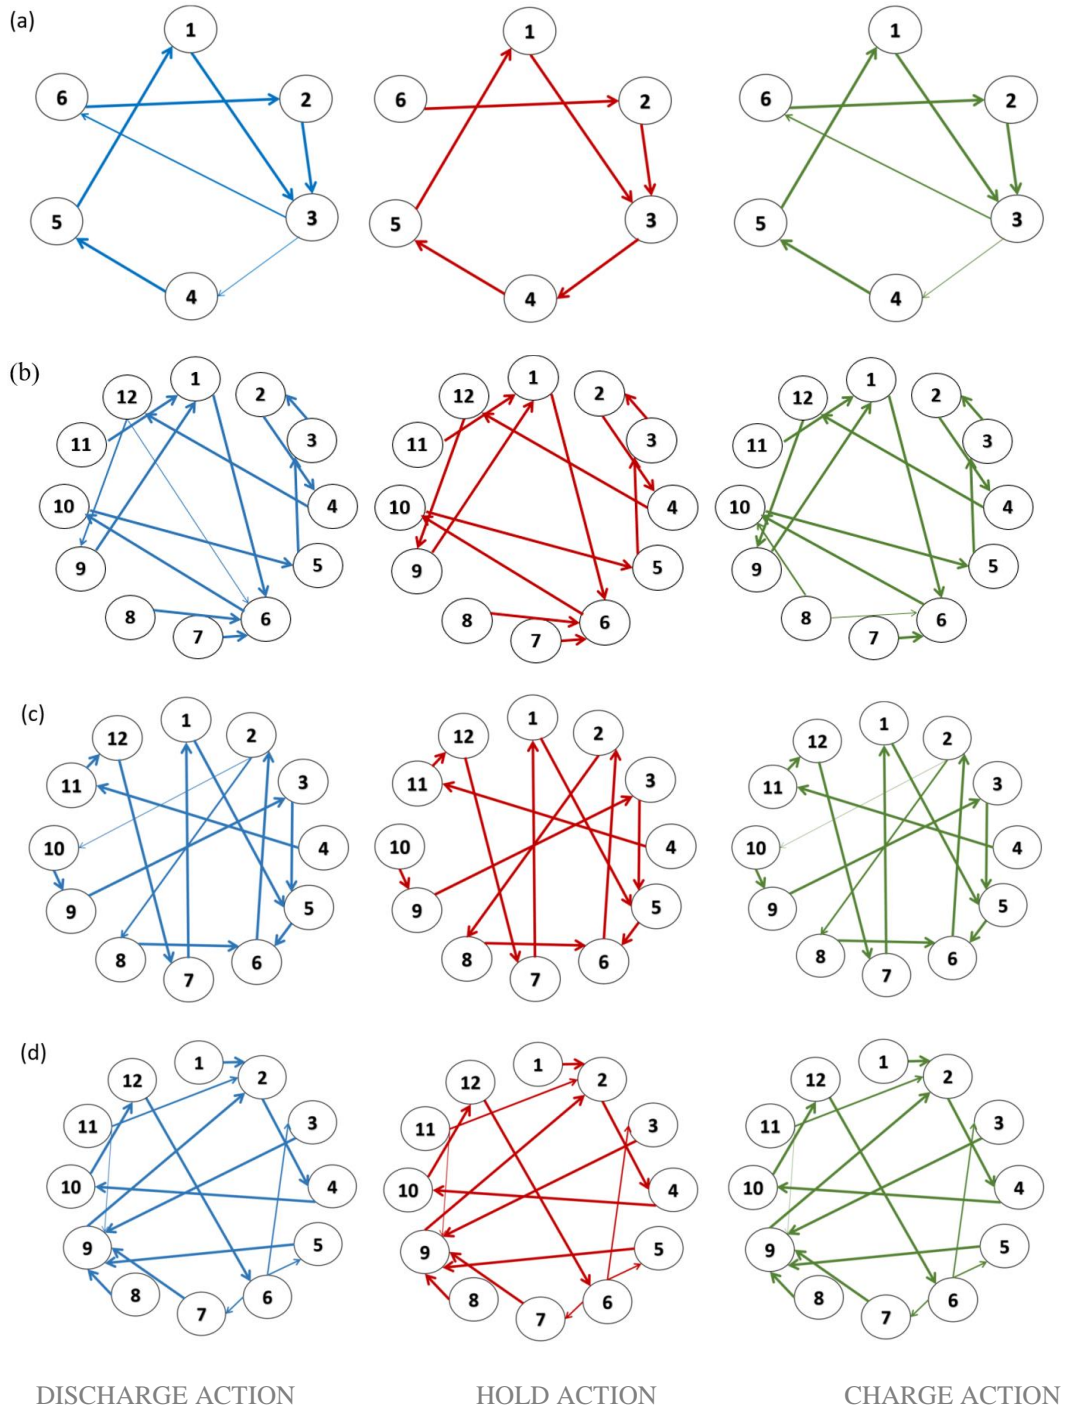 (a)
1 1 1
6 2 6 2 6 2
5 3 5 3 5 3
4 4 4
(b)
12 1 2 12 1 2 12 1 2
11 3 11 3 11 3
10 4 10 4 10 4
9 5 9 5 9 5
8 7 6 8 7 6 8 7 6
(c)
12 1 2 12 1 2 12 1 2
11 3 11 3 11 3
10 4 10 4 10 4
9 5 9 5 9 5
8 7 6 8 7 6 8 7 6
(d)
12 1 2 12 1 2 12 1 2
11 3 11 3 11 3
10 4 10 4 10 4
9 5 9 5 9 5
8 7 6 8 7 6 8 7 6
DISCHARGE ACTION HOLD ACTION CHARGE ACTION